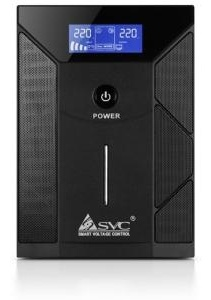 220 220
POWER
SVC
SMART VOLTAGE CONTROL